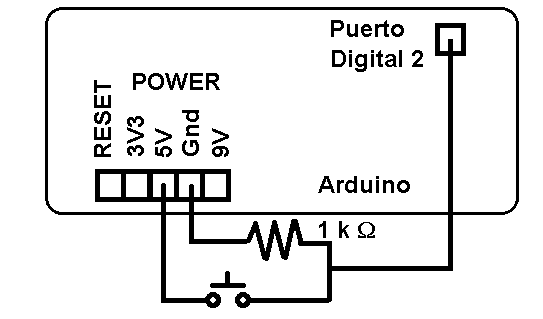 Puerto
Digital 2
POWER
RESET
3V3
5V
Gnd
9V
Arduino
1 k Ω